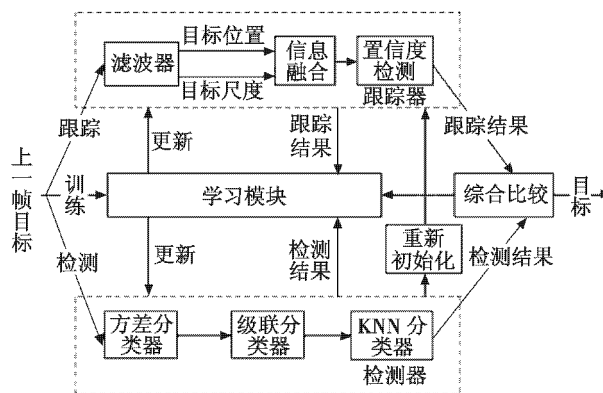 目标位置
滤波器
目标尺度
信息
融合
置信度
检测
跟踪器
跟踪
更新
跟踪
结果
跟踪结果
上一帧目标
训
练
学习模块
综合比较
目
标
检测
更新
检测
结果
重新
初始化
检测结果
方差分
类器
级联分
类器
KNN 分
类器
检测器